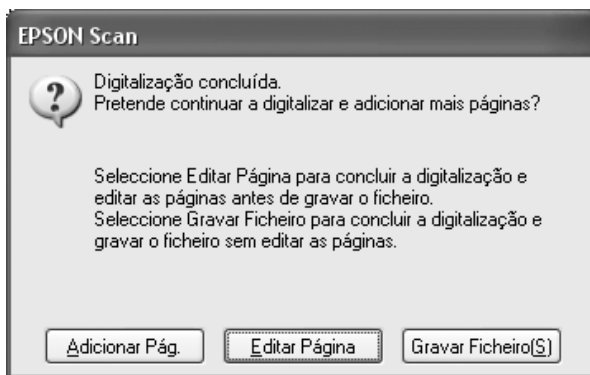 EPSON Scan
Digitalização concluída.
Pretende continuar a digitalizar e adicionar mais páginas?
Seleccione Editar Página para concluir a digitalização e
editar as páginas antes de gravar o ficheiro.
Seleccione Gravar Ficheiro para concluir a digitalização e
gravar o ficheiro sem editar as páginas.
Adicionar Pág. Editar Página Gravar Ficheiro(S)